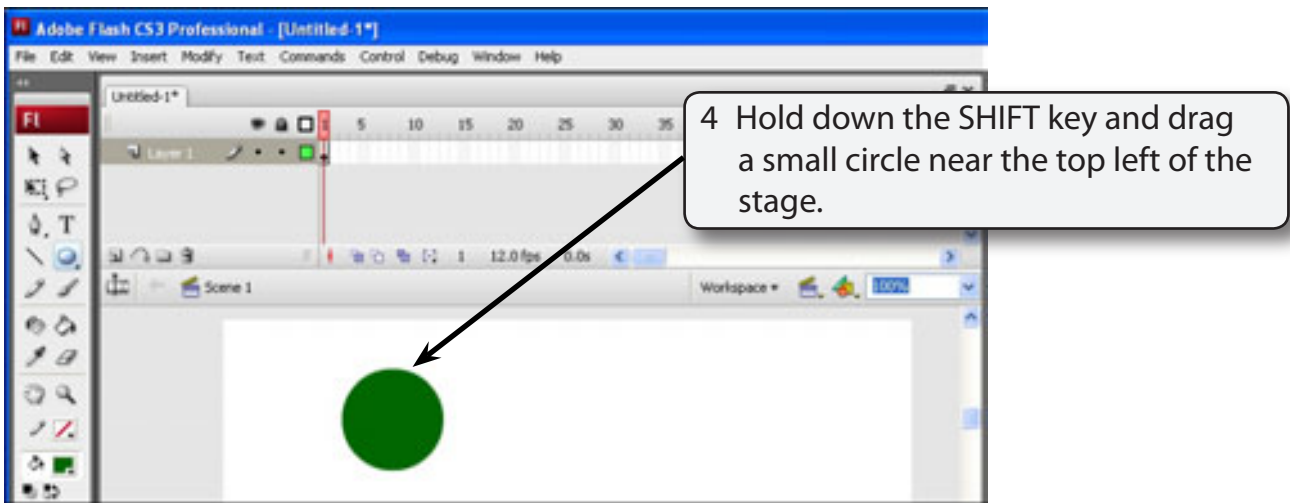 Adobe Flash CS3 Professional - [Untitled-1*]
File Edit View Insert Modify Text Commands Control Debug Window Help
Untitled-1*
Fl
1 5 10 15 20 25 30 35
Layer 1
4 Hold down the SHIFT key and drag
a small circle near the top left of the
stage.
T
1 12.0 fps 0.0s
Scene 1
Workspace
100%